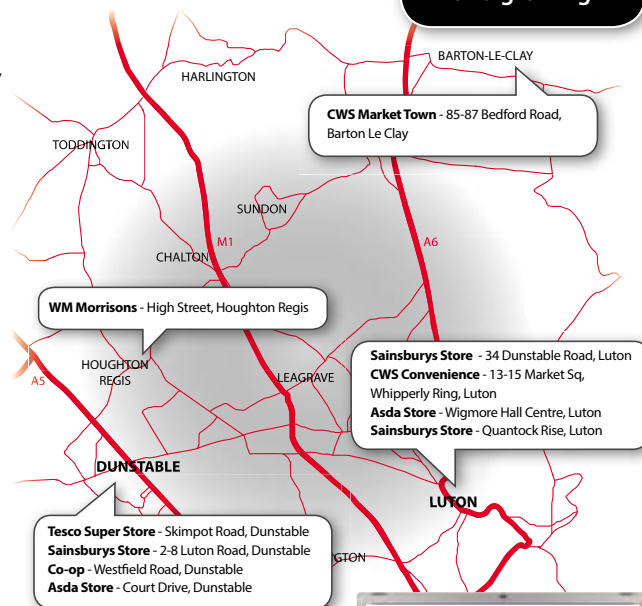 BARTON-LE-CLAY
HARLINGTON
CWS Market Town - 85-87 Bedford Road,
Barton Le Clay
TODDINGTON
SUNDON
M1
A6
CHALTON
WM Morrisons - High Street, Houghton Regis
HOUGHTON
REGIS
A5
LEAGRAVE
Sainsburys Store - 34 Dunstable Road, Luton
CWS Convenience - 13-15 Market Sq,
Whipperly Ring, Luton
Asda Store - Wigmore Hall Centre, Luton
Sainsburys Store - Quantock Rise, Luton
DUNSTABLE
LUTON
Tesco Super Store - Skimpot Road, Dunstable
Sainsburys Store - 2-8 Luton Road, Dunstable
Co-op - Westfield Road, Dunstable
Asda Store - Court Drive, Dunstable